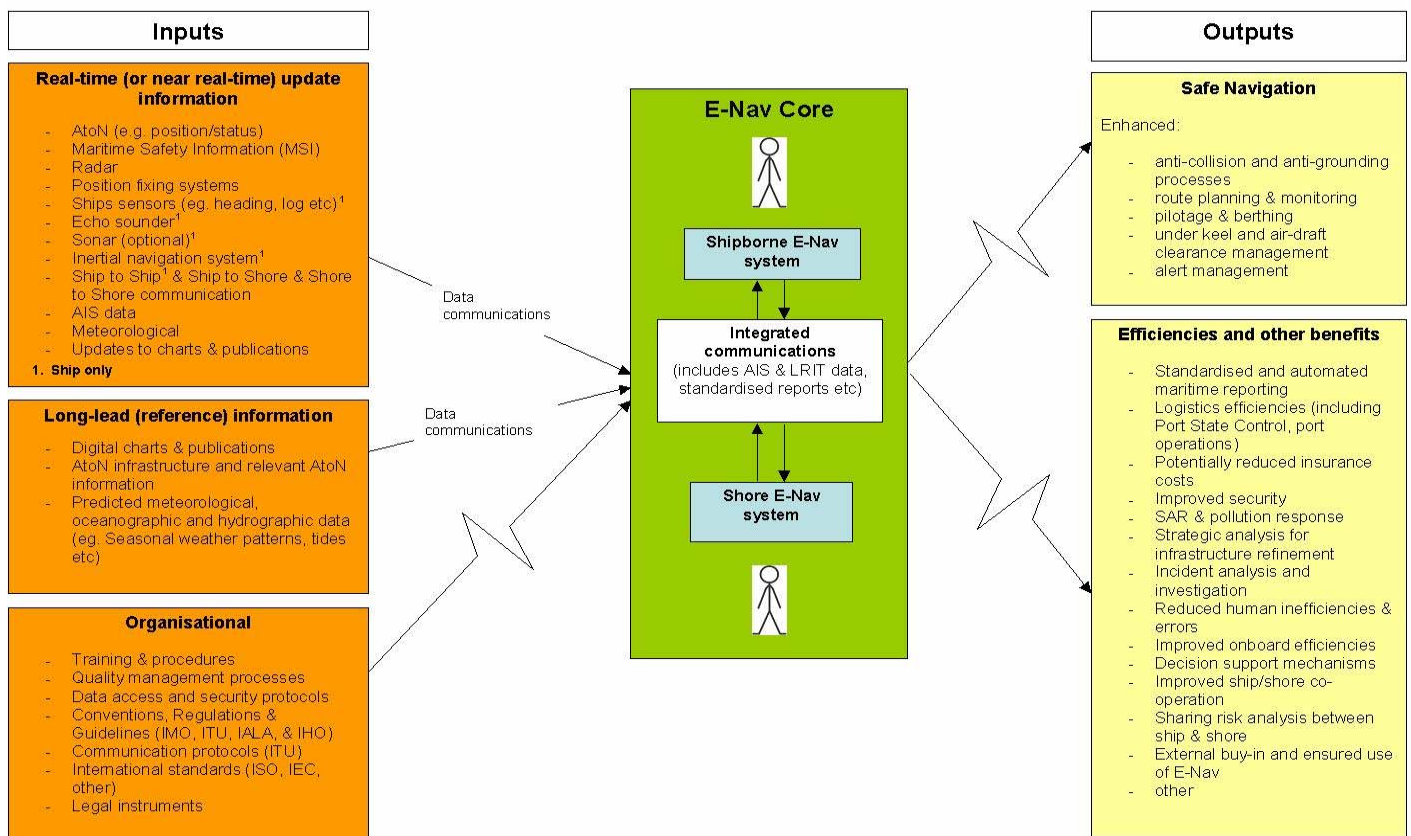 Inputs
Real-time (or near real-time) update
information
- AtoN (e.g. position/status)
- Maritime Safety Information (MSI)
- Radar
- Position fixing systems
- Ships sensors (eg. heading, log etc)¹
- Echo sounder¹
- Sonar (optional)¹
- Inertial navigation system¹
- Ship to Ship¹ & Ship to Shore & Shore
to Shore communication
- AIS data
- Meteorological
- Updates to charts & publications
1. Ship only
Long-lead (reference) information
- Digital charts & publications
- AtoN infrastructure and relevant AtoN
information
- Predicted meteorological,
oceanographic and hydrographic data
(eg. Seasonal weather patterns, tides
etc)
Organisational
- Training & procedures
- Quality management processes
- Data access and security protocols
- Conventions, Regulations &
Guidelines (IMO, ITU, IALA, & IHO)
- Communication protocols (ITU)
- International standards (ISO, IEC,
other)
- Legal instruments
Data
communications
Data
communications
E-Nav Core
Shipborne E-Nav
system
Integrated
communications
(includes AIS & LRIT data,
standardised reports etc)
Shore E-Nav
system
Outputs
Safe Navigation
Enhanced:
- anti-collision and anti-grounding
processes
- route planning & monitoring
- pilotage & berthing
- under keel and air-draft
clearance management
- alert management
Efficiencies and other benefits
- Standardised and automated
maritime reporting
- Logistics efficiencies (including
Port State Control, port
operations)
- Potentially reduced insurance
costs
- Improved security
- SAR & pollution response
- Strategic analysis for
infrastructure refinement
- Incident analysis and
investigation
- Reduced human inefficiencies &
errors
- Improved onboard efficiencies
- Decision support mechanisms
- Improved ship/shore co-
operation
- Sharing risk analysis between
ship & shore
- External buy-in and ensured use
of E-Nav
- other